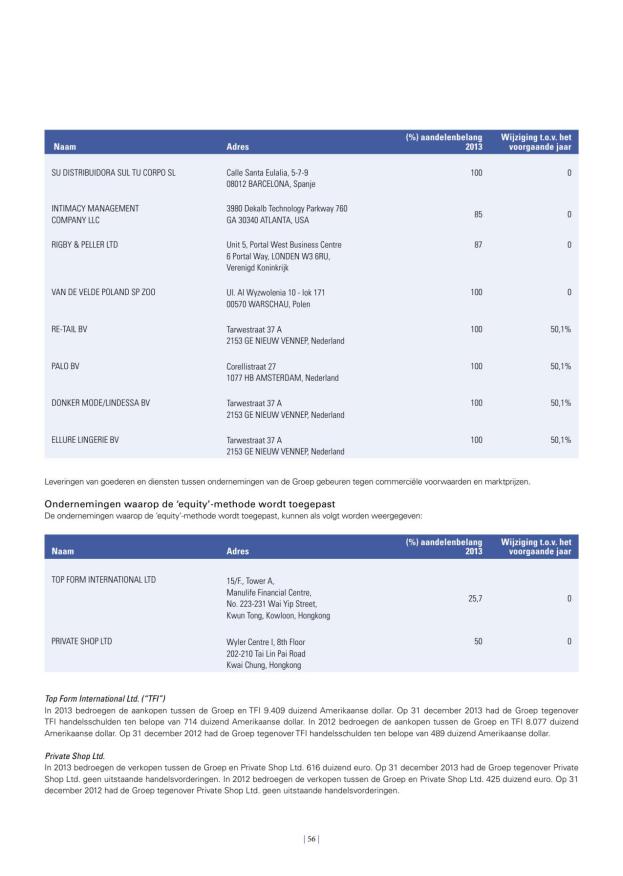 (%) aandelenbelang Wijziging t.o.v. het
Naam Adres 2013 voorgaande jaar
SU DISTRIBUIDORA SUL TU CORPO SL Calle Santa Eulalia, 5-7-9 100 0
08012 BARCELONA, Spanje
INTIMACY MANAGEMENT 3980 Dekalb Technology Parkway 760
COMPANY LLC GA 30340 ATLANTA, USA 85 0
RIGBY & PELLER LTD Unit 5, Portal West Business Centre 87 0
6 Portal Way, LONDEN W3 6RU,
Verenigd Koninkrijk
VAN DE VELDE POLAND SP ZOO Ul. Al Wyzwolenia 10 - lok 171 100 0
00570 WARSCHAU, Polen
RE-TAIL BV Tarwestraat 37 A 100 50,1%
2153 GE NIEUW VENNEP, Nederland
PALO BV Corellistraat 27 100 50,1%
1077 HB AMSTERDAM, Nederland
DONKER MODE/LINDESSA BV Tarwestraat 37 A 100 50,1%
2153 GE NIEUW VENNEP, Nederland
ELLURE LINGERIE BV Tarwestraat 37 A 100 50,1%
2153 GE NIEUW VENNEP, Nederland
Leveringen van goederen en diensten tussen ondernemingen van de Groep gebeuren tegen commerciële voorwaarden en marktprijzen.
Ondernemingen waarop de 'equity'-methode wordt toegepast
De ondernemingen waarop de 'equity'-methode wordt toegepast, kunnen als volgt worden weergegeven:
(%) aandelenbelang Wijziging t.o.v. het
Naam Adres 2013 voorgaande jaar
TOP FORM INTERNATIONAL LTD 15/F., Tower A,
Manulife Financial Centre,
No. 223-231 Wai Yip Street, 25,7 0
Kwun Tong, Kowloon, Hongkong
PRIVATE SHOP LTD Wyler Centre I, 8th Floor 50 0
202-210 Tai Lin Pai Road
Kwai Chung, Hongkong
Top Form International Ltd. ("TFI")
In 2013 bedroegen de aankopen tussen de Groep en TFI 9.409 duizend Amerikaanse dollar. Op 31 december 2013 had de Groep tegenover
TFI handelsschulden ten belope van 714 duizend Amerikaanse dollar. In 2012 bedroegen de aankopen tussen de Groep en TFI 8.077 duizend
Amerikaanse dollar. Op 31 december 2012 had de Groep tegenover TFI handelsschulden ten belope van 489 duizend Amerikaanse dollar.
Private Shop Ltd.
In 2013 bedroegen de verkopen tussen de Groep en Private Shop Ltd. 616 duizend euro. Op 31 december 2013 had de Groep tegenover Private
Shop Ltd. geen uitstaande handelsvorderingen. In 2012 bedroegen de verkopen tussen de Groep en Private Shop Ltd. 425 duizend euro. Op 31
december 2012 had de Groep tegenover Private Shop Ltd. geen uitstaande handelsvorderingen.
| 56 |